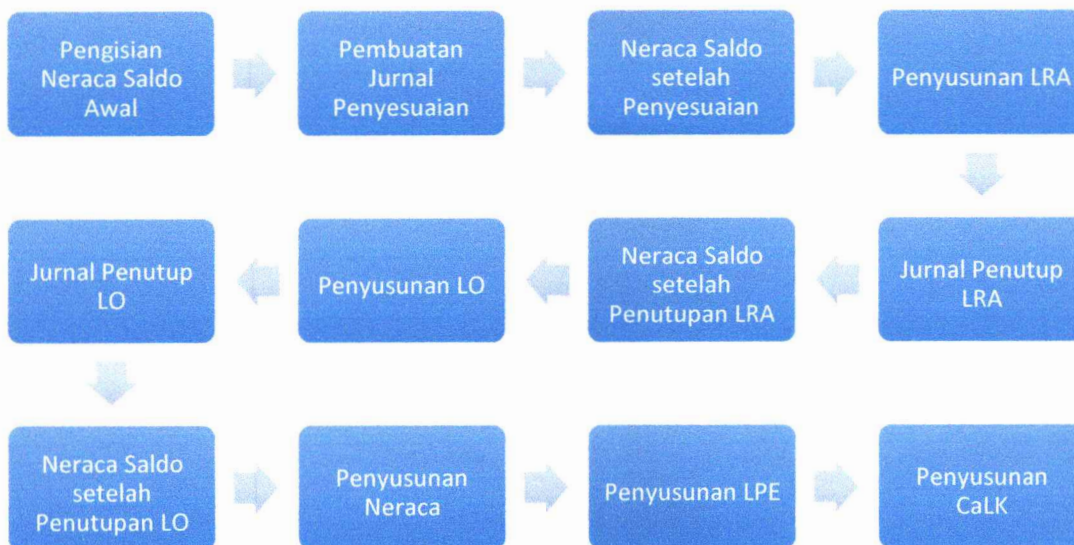 Pengisian
Neraca Saldo
Awal
Pembuatan
Jurnal
Penyesuaian
Neraca Saldo
setelah
Penyesuaian
Penyusunan LRA
Jurnal Penutup
LRA
Neraca Saldo
setelah
Penutupan LRA
Penyusunan LO
Jurnal Penutup
LO
Neraca Saldo
setelah
Penutupan LO
Penyusunan
Neraca
Penyusunan LPE
Penyusunan
CaLK